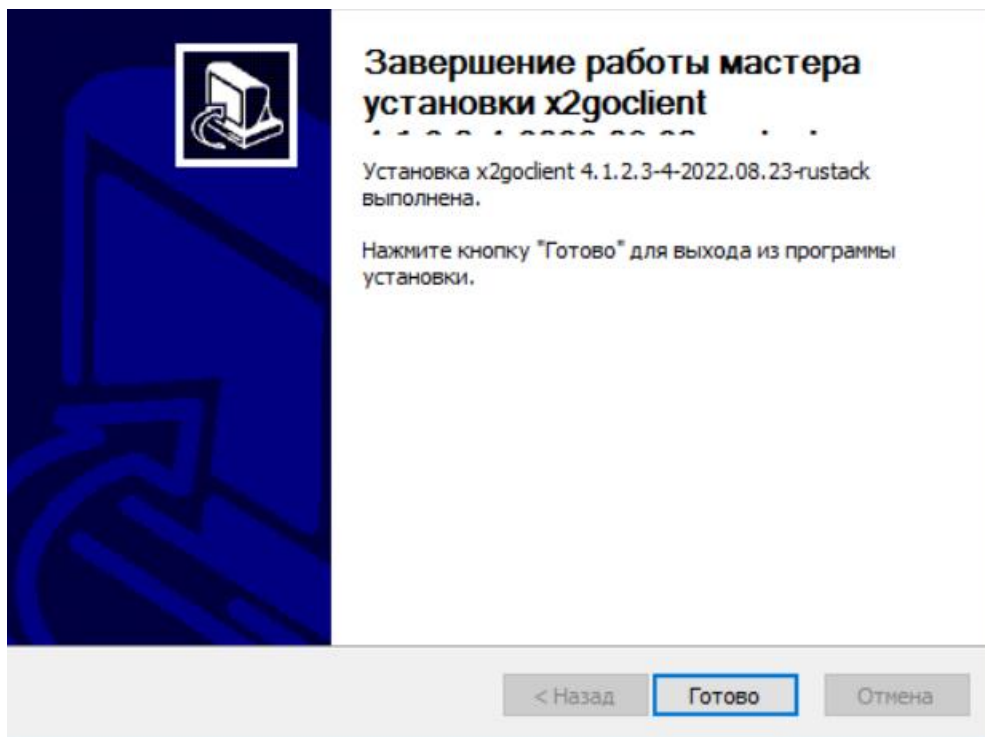 Завершение работы мастера
установки x2goclient
Установка x2goclient 4.1.2.3-4-2022.08.23-rustack
выполнена.
Нажмите кнопку "Готово" для выхода из программы
установки.
< Назад
Готово
Отмена